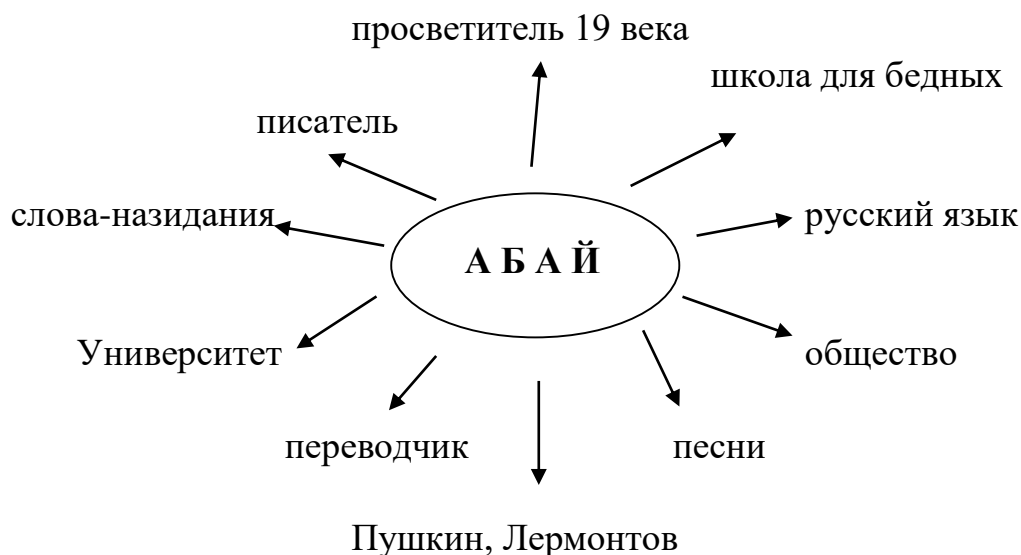 просветитель 19 века
школа для бедных
писатель
слова-назидания
русский язык
А Б А Й
Университет
общество
переводчик
песни
Пушкин, Лермонтов